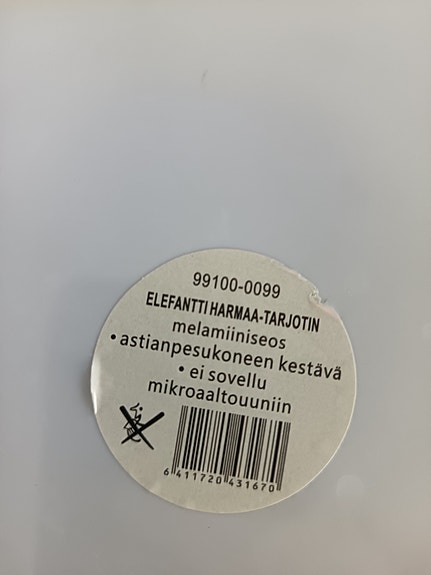 99100-0099
ELEFANTTI HARMAA-TARJOTIN
melamiiniseos
• astianpesukoneen kestävä
• ei sovellu
mikroaaltouuniin
6 411720 431670